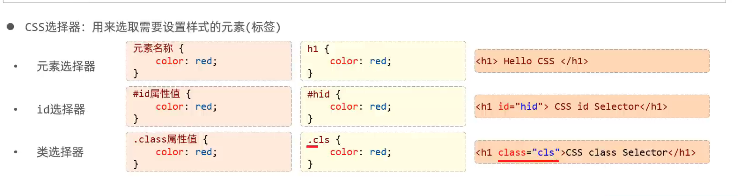 CSS选择器：用来选取需要设置样式的元素(标签)
元素选择器
元素名称 {
color: red;
}
h1 {
color: red;
}
<h1> Hello CSS </h1>
id选择器
#id属性值 {
color: red;
}
#hid {
color: red;
}
<h1 id="hid"> CSS id Selector</h1>
类选择器
.class属性值 {
color: red;
}
.cls {
color: red;
}
<h1 class="cls">CSS class Selector</h1>